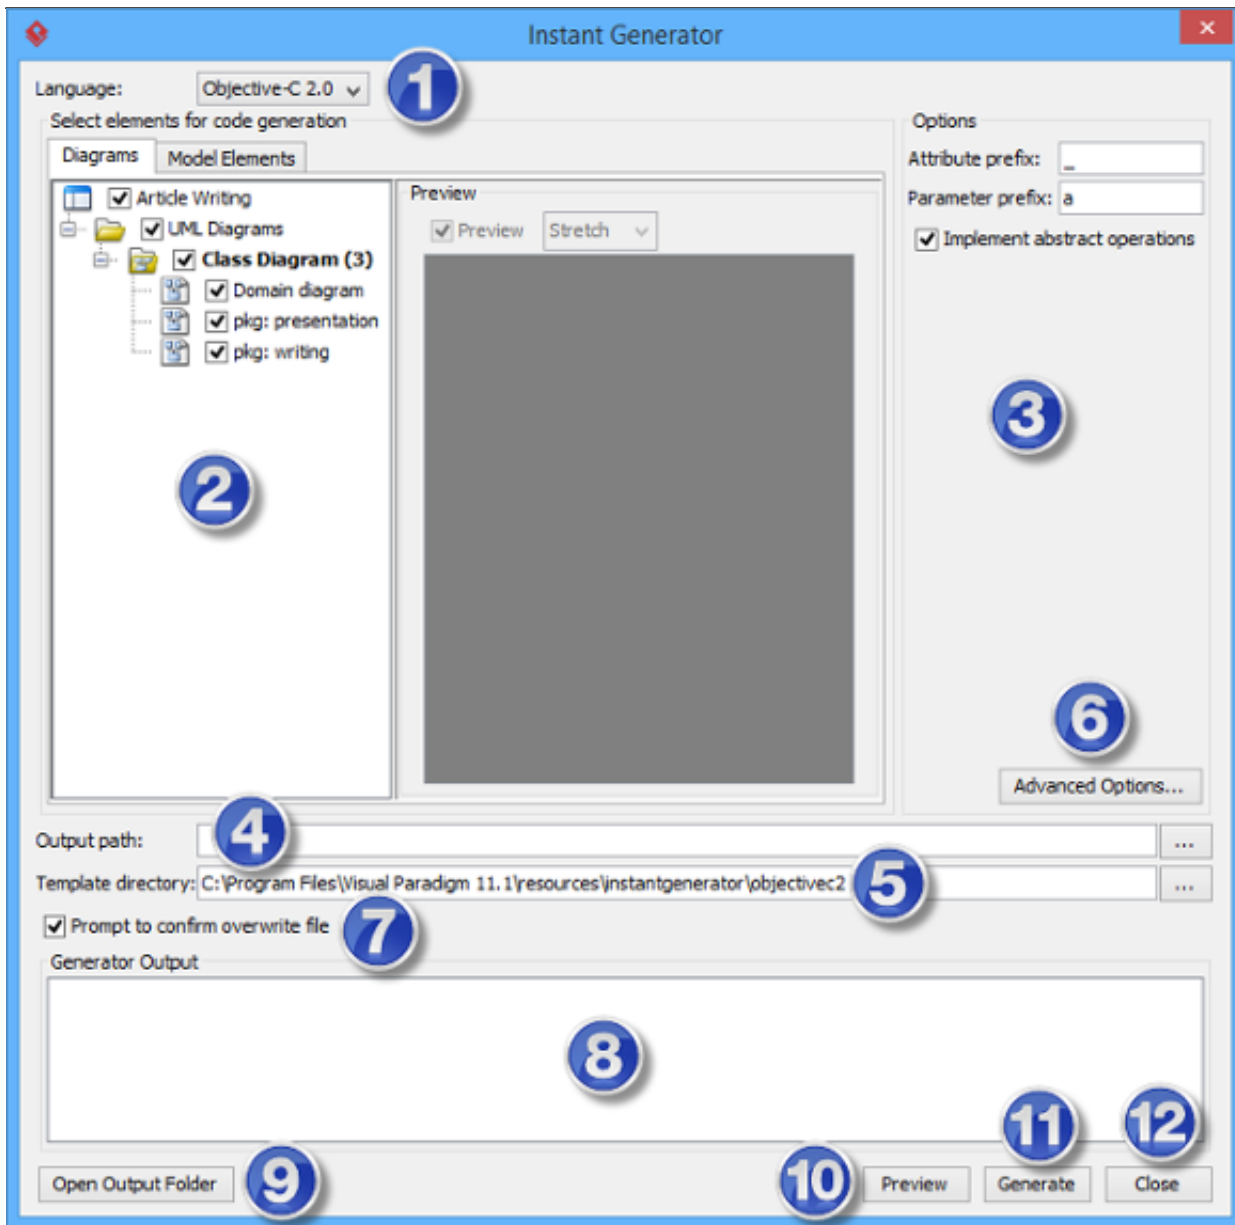 Instant Generator
Language: Objective-C 2.0 1
Select elements for code generation
Options
Diagrams Model Elements
Attribute prefix: _
Parameter prefix: a
Implement abstract operations
Article Writing
UML Diagrams
Class Diagram (3)
Domain diagram
pkg: presentation
pkg: writing
Preview
Preview Stretch
2
3
6
Advanced Options...
Output path: 4 ...
Template directory: C:\Program Files\Visual Paradigm 11.1\resources\instantgenerator\objectivec2 5 ...
Prompt to confirm overwrite file 7
Generator Output
8
11 12
Open Output Folder 9 10 Preview Generate Close